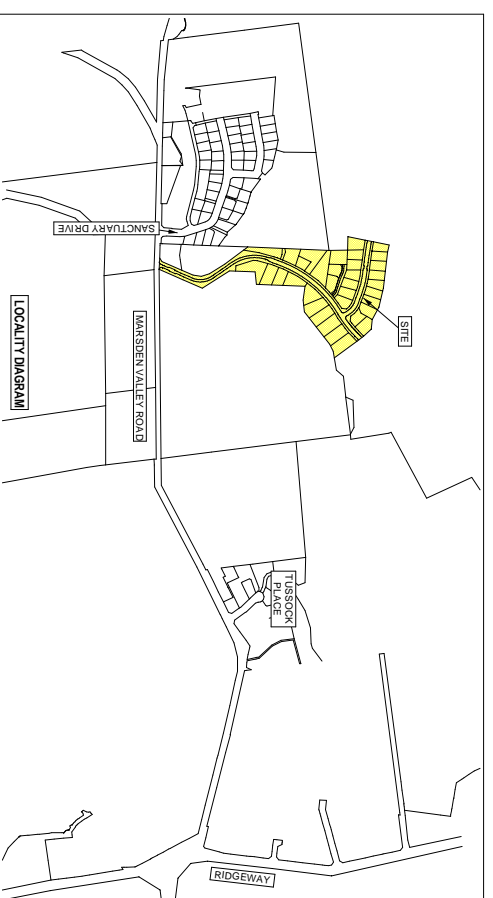 SITE
SANCTUARY DRIVE
MARSDEN VALLEY ROAD
LOCALITY DIAGRAM
TUSSOCK
PLACE
RIDGEWAY